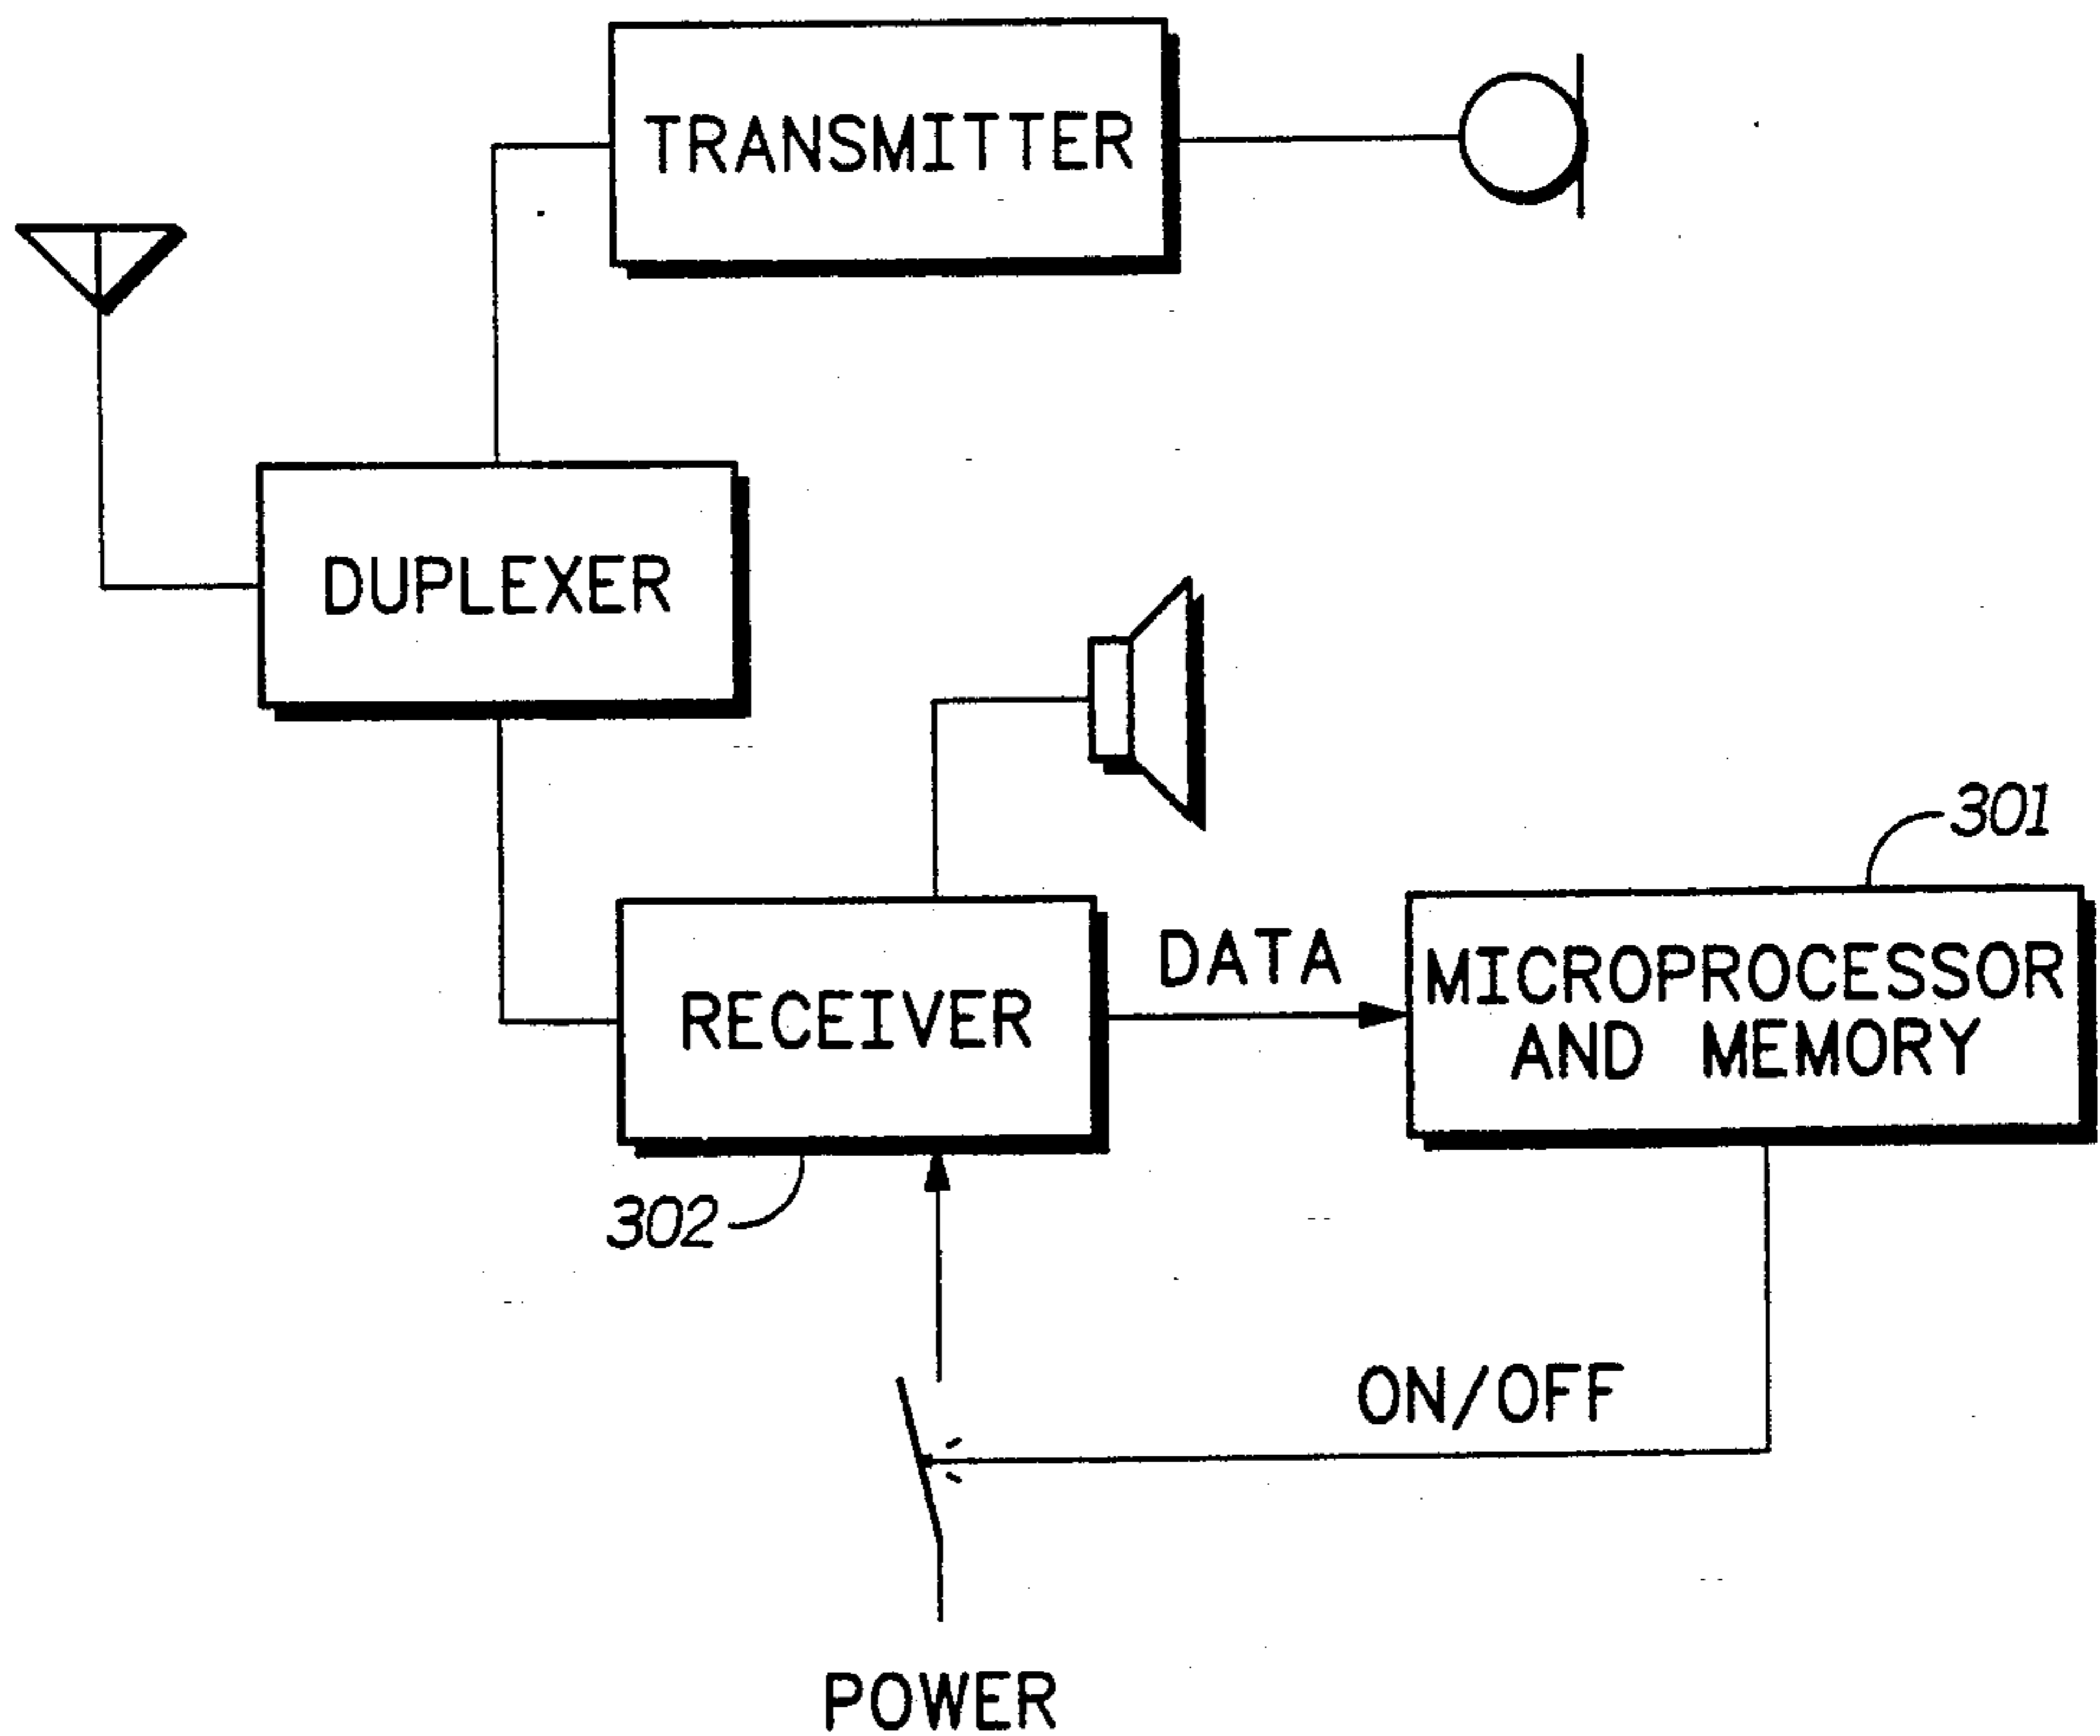 TRANSMITTER
DUPLEXER
301
RECEIVER
DATA
MICROPROCESSOR
AND MEMORY
302
ON/OFF
POWER